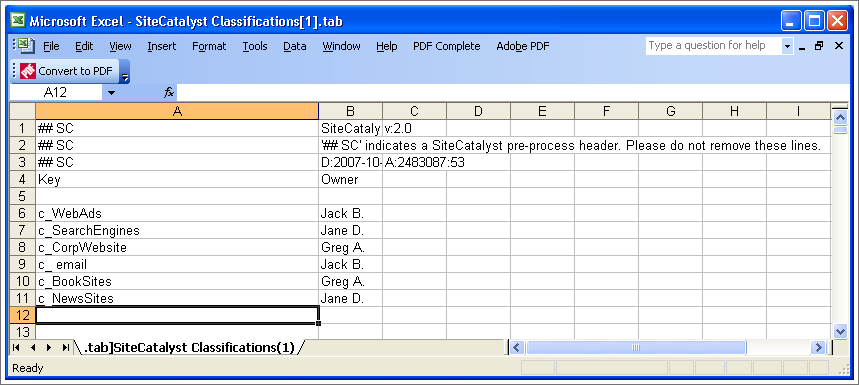 Microsoft Excel - SiteCatalyst Classifications[1].tab
File Edit View Insert Format Tools Data Window Help PDF Complete Adobe PDF Type a question for help
Convert to PDF
A12 fx
A B C D E F G H I
1 ## SC SiteCataly v:2.0
2 ## SC '## SC' indicates a SiteCatalyst pre-process header. Please do not remove these lines.
3 ## SC D:2007-10- A:2483087:53
4 Key Owner
5
6 c_WebAds Jack B.
7 c_SearchEngines Jane D.
8 c_CorpWebsite Greg A.
9 c_ email Jack B.
10 c_BookSites Greg A.
11 c_NewsSites Jane D.
12
13
.tab]SiteCatalyst Classifications(1)
Ready